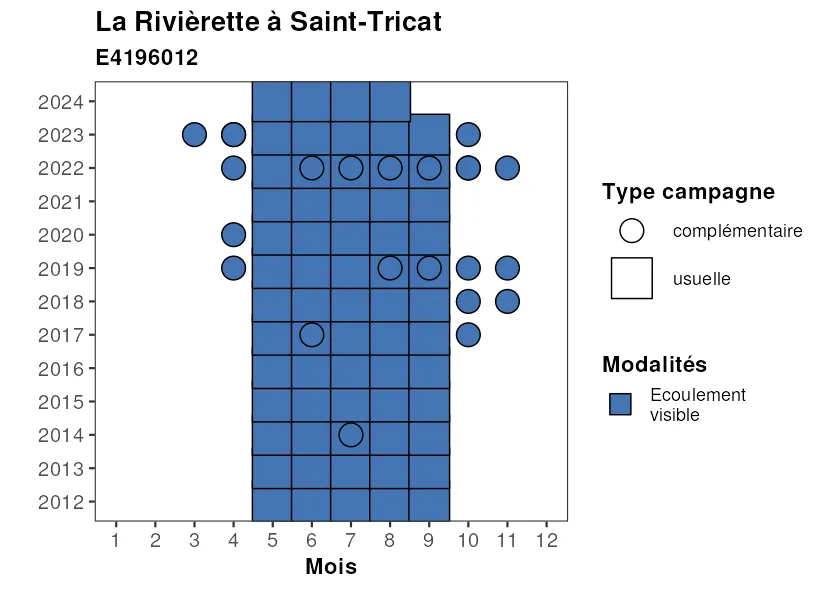 La Rivièrette à Saint-Tricat
E4196012
2024
2023
2022
2021
2020
2019
2018
2017
2016
2015
2014
2013
2012
1 2 3 4 5 6 7 8 9 10 11 12
Mois
Type campagne
complémentaire
usuelle
Modalités
Ecoulement
visible